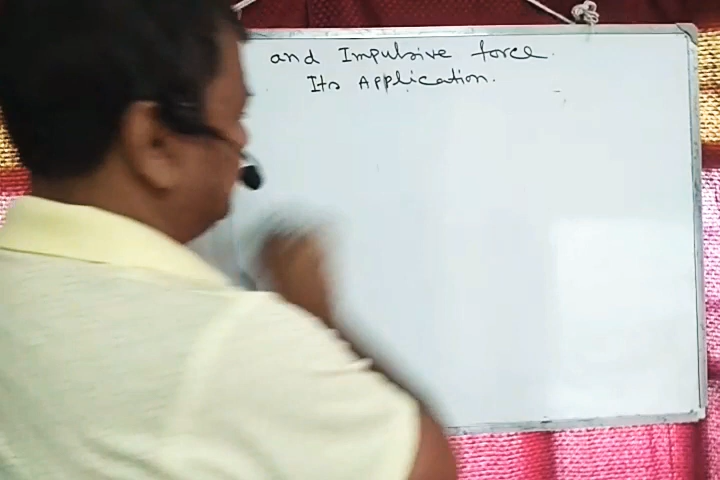 and Impulsive force.
Its Application.